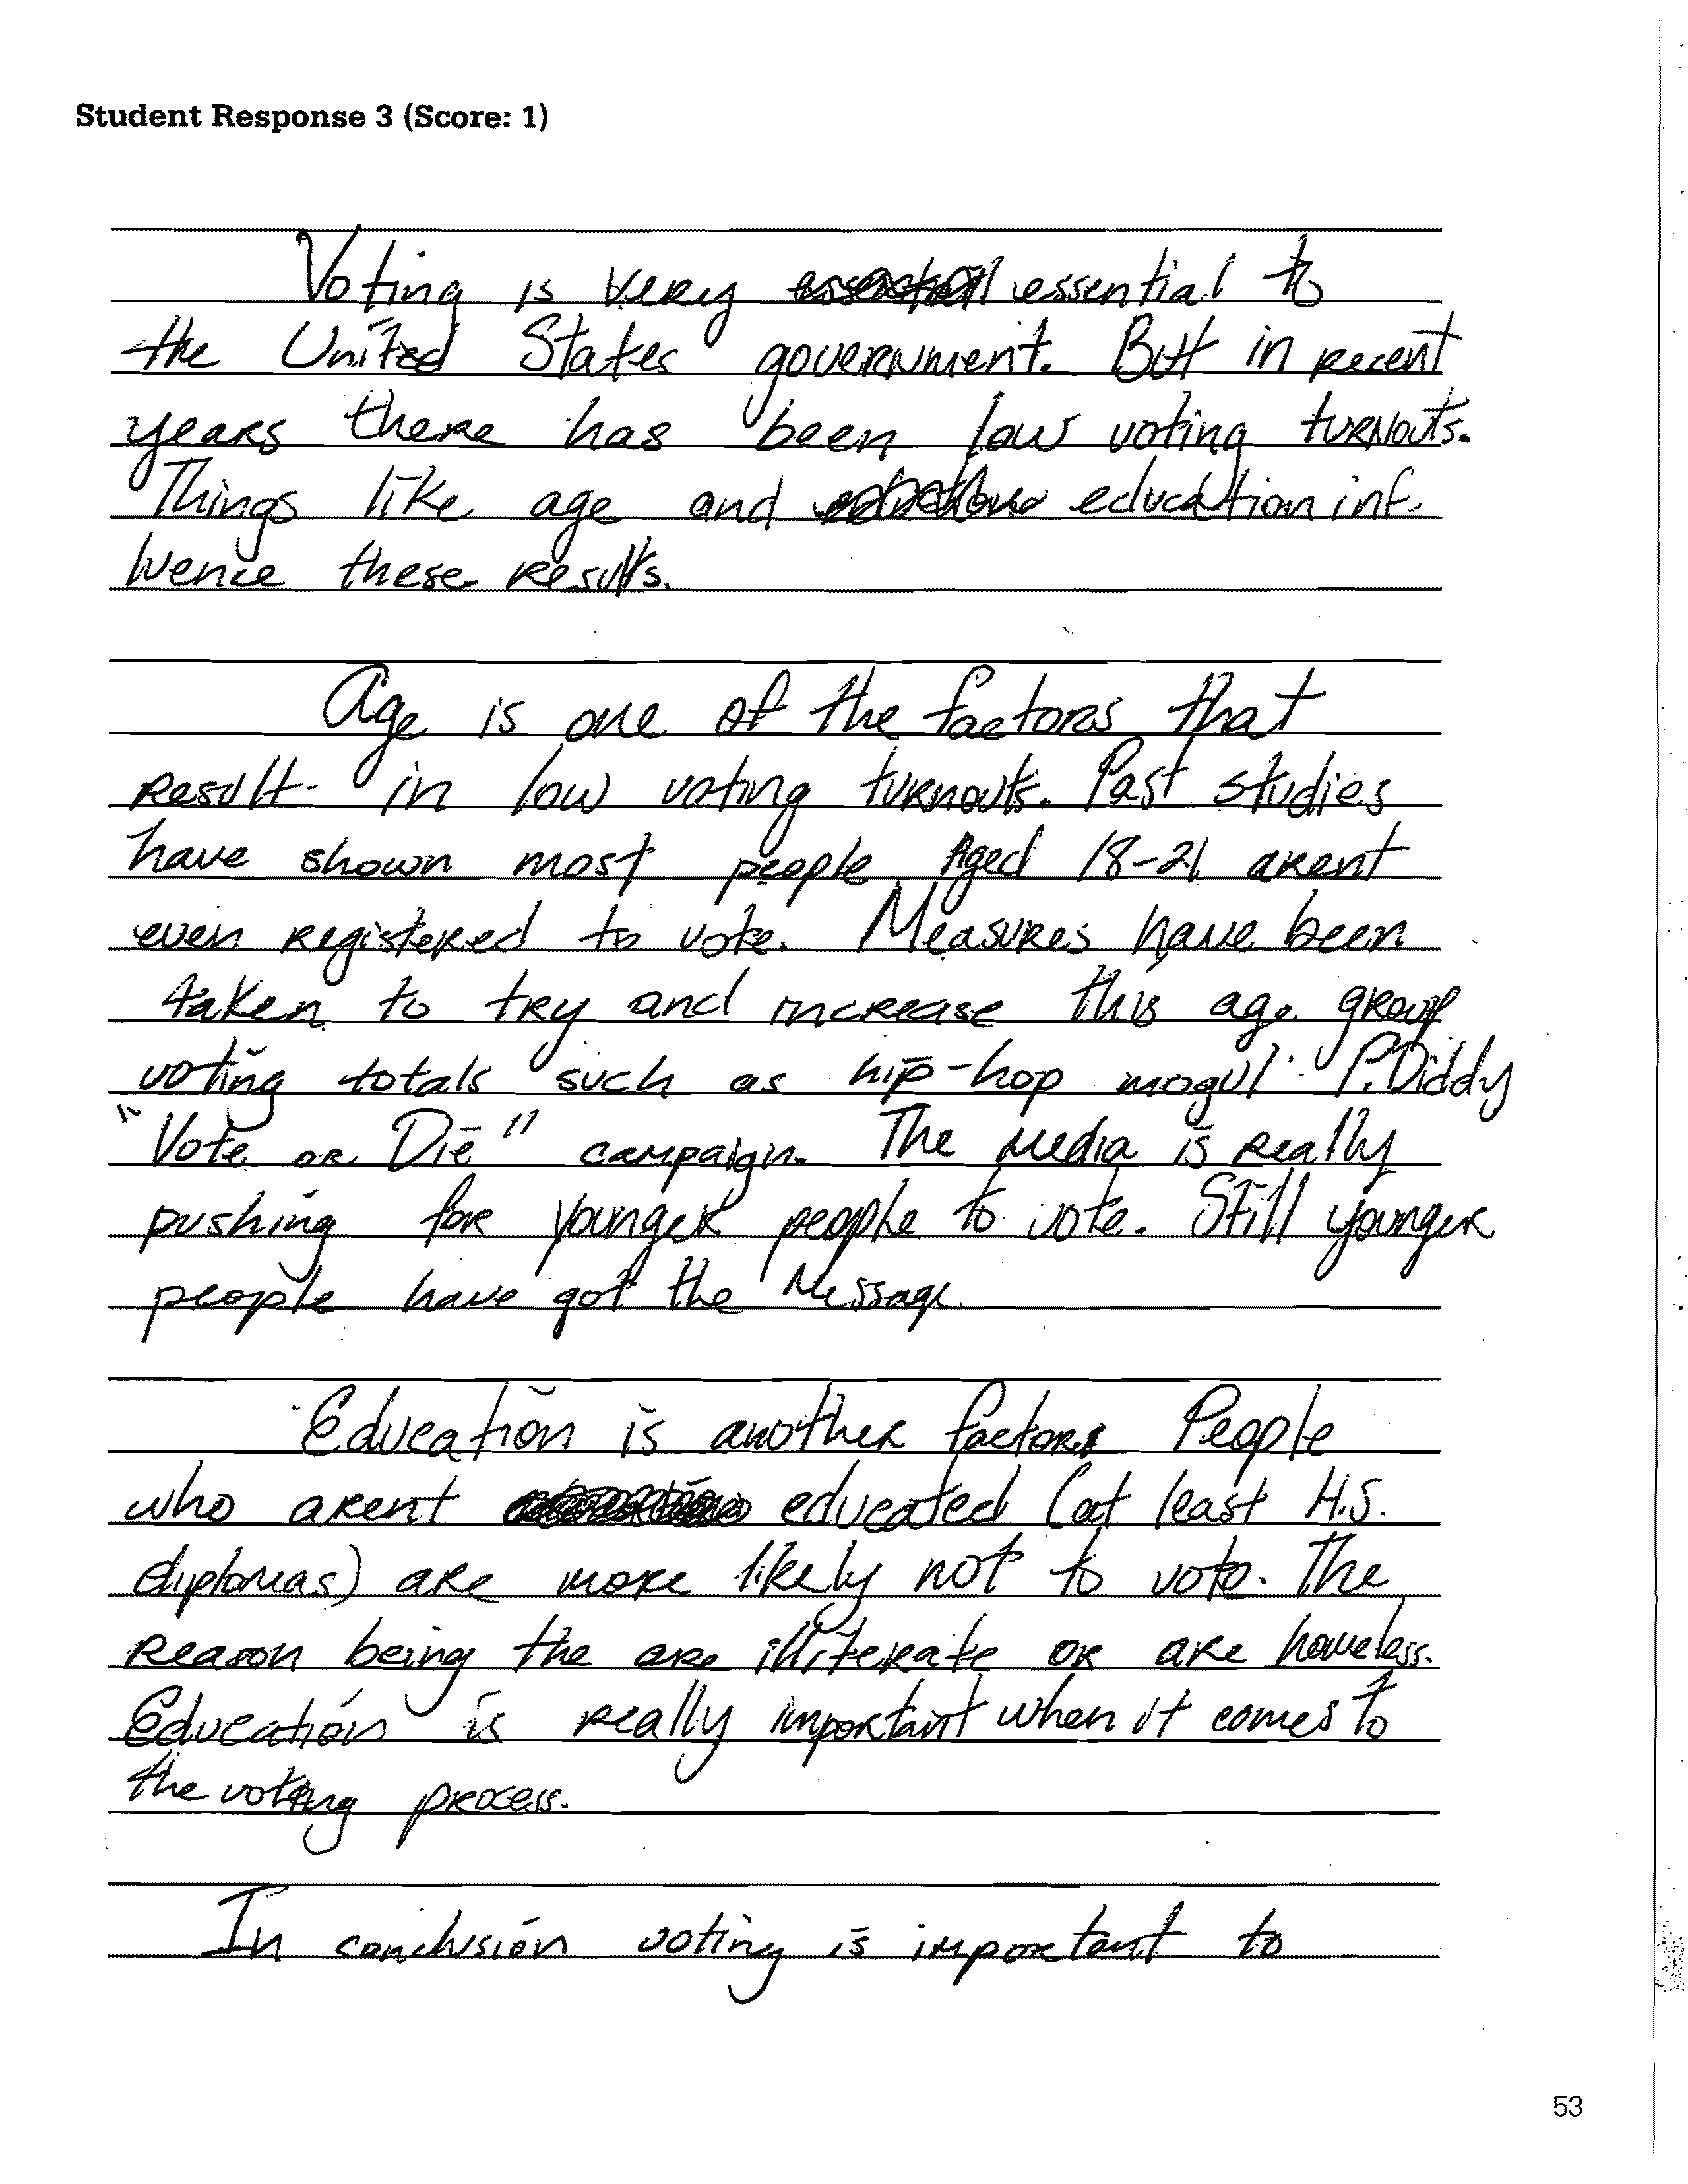 Student Response 3 (Score: 1)
Voting is very essential to
the United States government. But in recent
years there has been low voting turnouts.
Things like age and education inf-
luence these results.
Age is one of the factors that
result in low voting turnouts. Past studies
have shown most people Aged 18-21 arent
even registered to vote. Measures have been
taken to try and increase this age group
voting totals such as hip-hop mogul P. Diddy
"Vote or Die" campaign. The media is really
pushing for younger people to vote. Still younger
people have got the message.
Education is another factor. People
who arent educated (at least H.S.
diplomas) are more likely not to vote. The
reason being the are illiterate or are homeless.
Education is really important when it comes to
the voting process.
In conclusion voting is important to
53